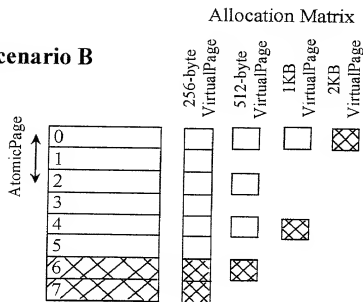 Allocation Matrix
cenario B
256-byte
VirtualPage
512-byte
VirtualPage
1KB
VirtualPage
2KB
VirtualPage
AtomicPage
0
1
2
3
4
5
6
7